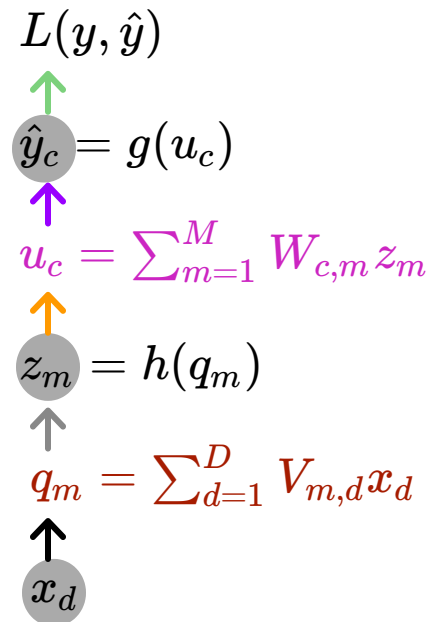 L(y, ŷ)
ŷ_c = g(u_c)
u_c = ∑_{m=1}^{M} W_{c,m} z_m
z_m = h(q_m)
q_m = ∑_{d=1}^{D} V_{m,d} x_d
x_d